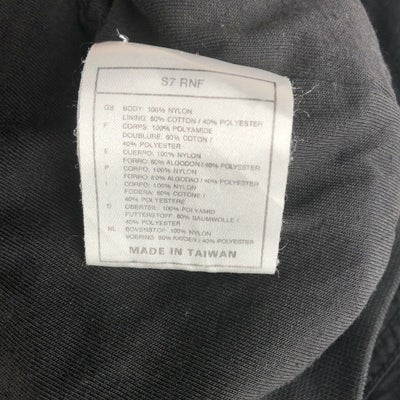 S7 RNF
GB BODY: 100% NYLON
LINING: 60% COTTON / 40% POLYESTER
F CORPS: 100% POLYAMIDE
DOUBLURE: 60% COTON /
40% POLYESTER
E CUERPO: 100% NYLON
FORRO: 60% ALGODON / 40% POLYESTER
P CORPO: 100% NYLON
FORRO: 60% ALGODAO / 40% POLYESTER
I CORPO: 100% NYLON
FODERA: 60% COTONE /
40% POLYESTERE
D OBERTEIL: 100% POLYAMID
FUTTERSTOFF: 60% BAUMWOLLE /
40% POLYESTER
NL BOVENSTOF: 100% NYLON
VOERING: 60% KATOEN / 40% POLYESTER
MADE IN TAIWAN